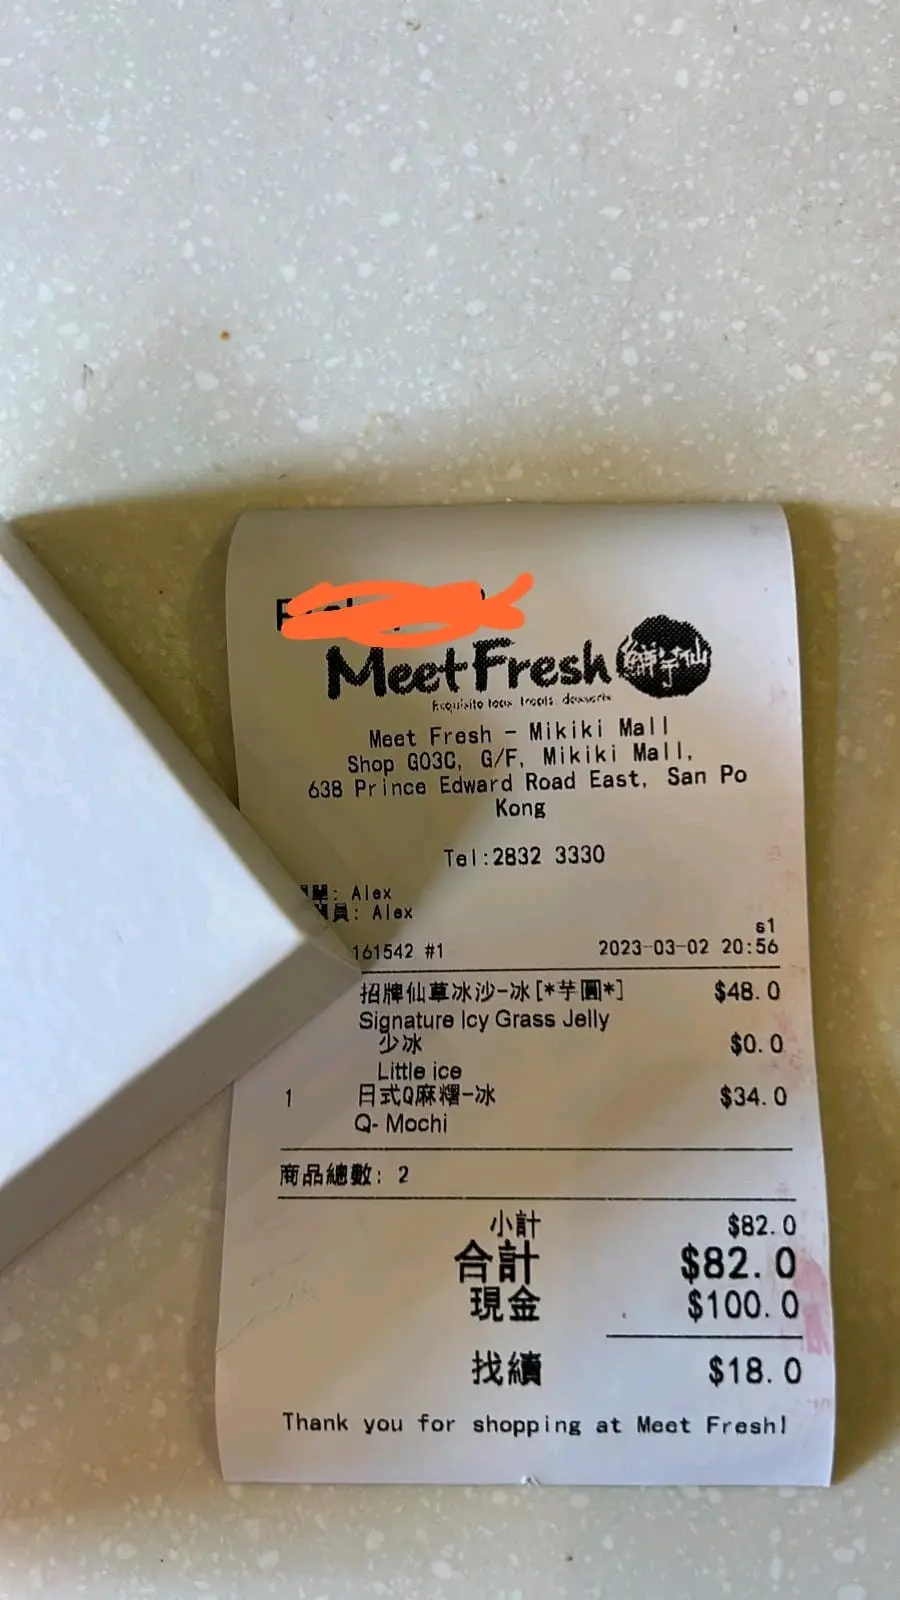 MeetFresh 鮮芋仙
Meet Fresh - Mikiki Mall
Shop G03C, G/F, Mikiki Mall,
638 Prince Edward Road East, San Po
Kong
Tel:2832 3330
: Alex
員: Alex
s1
161542 #1 2023-03-02 20:56
招牌仙草冰沙-冰[*芋圓*] $48.0
Signature Icy Grass Jelly
少冰 $0.0
Little ice
1 日式Q麻糬-冰 $34.0
Q- Mochi
商品總數: 2
小計 $82.0
合計 $82.0
現金 $100.0
找續 $18.0
Thank you for shopping at Meet Fresh!